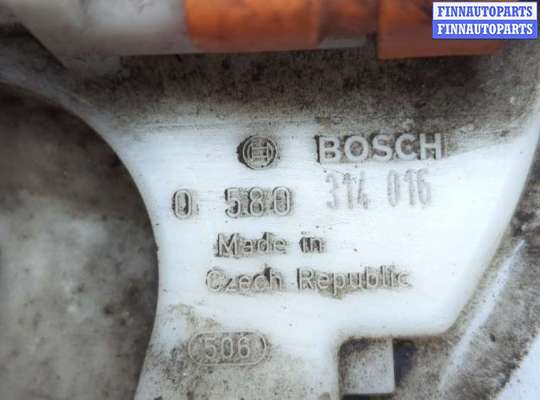 FINNAUTOPARTS
FINNAUTOPARTS
BOSCH
0 580 314 016
Made in
Czech Republic
506